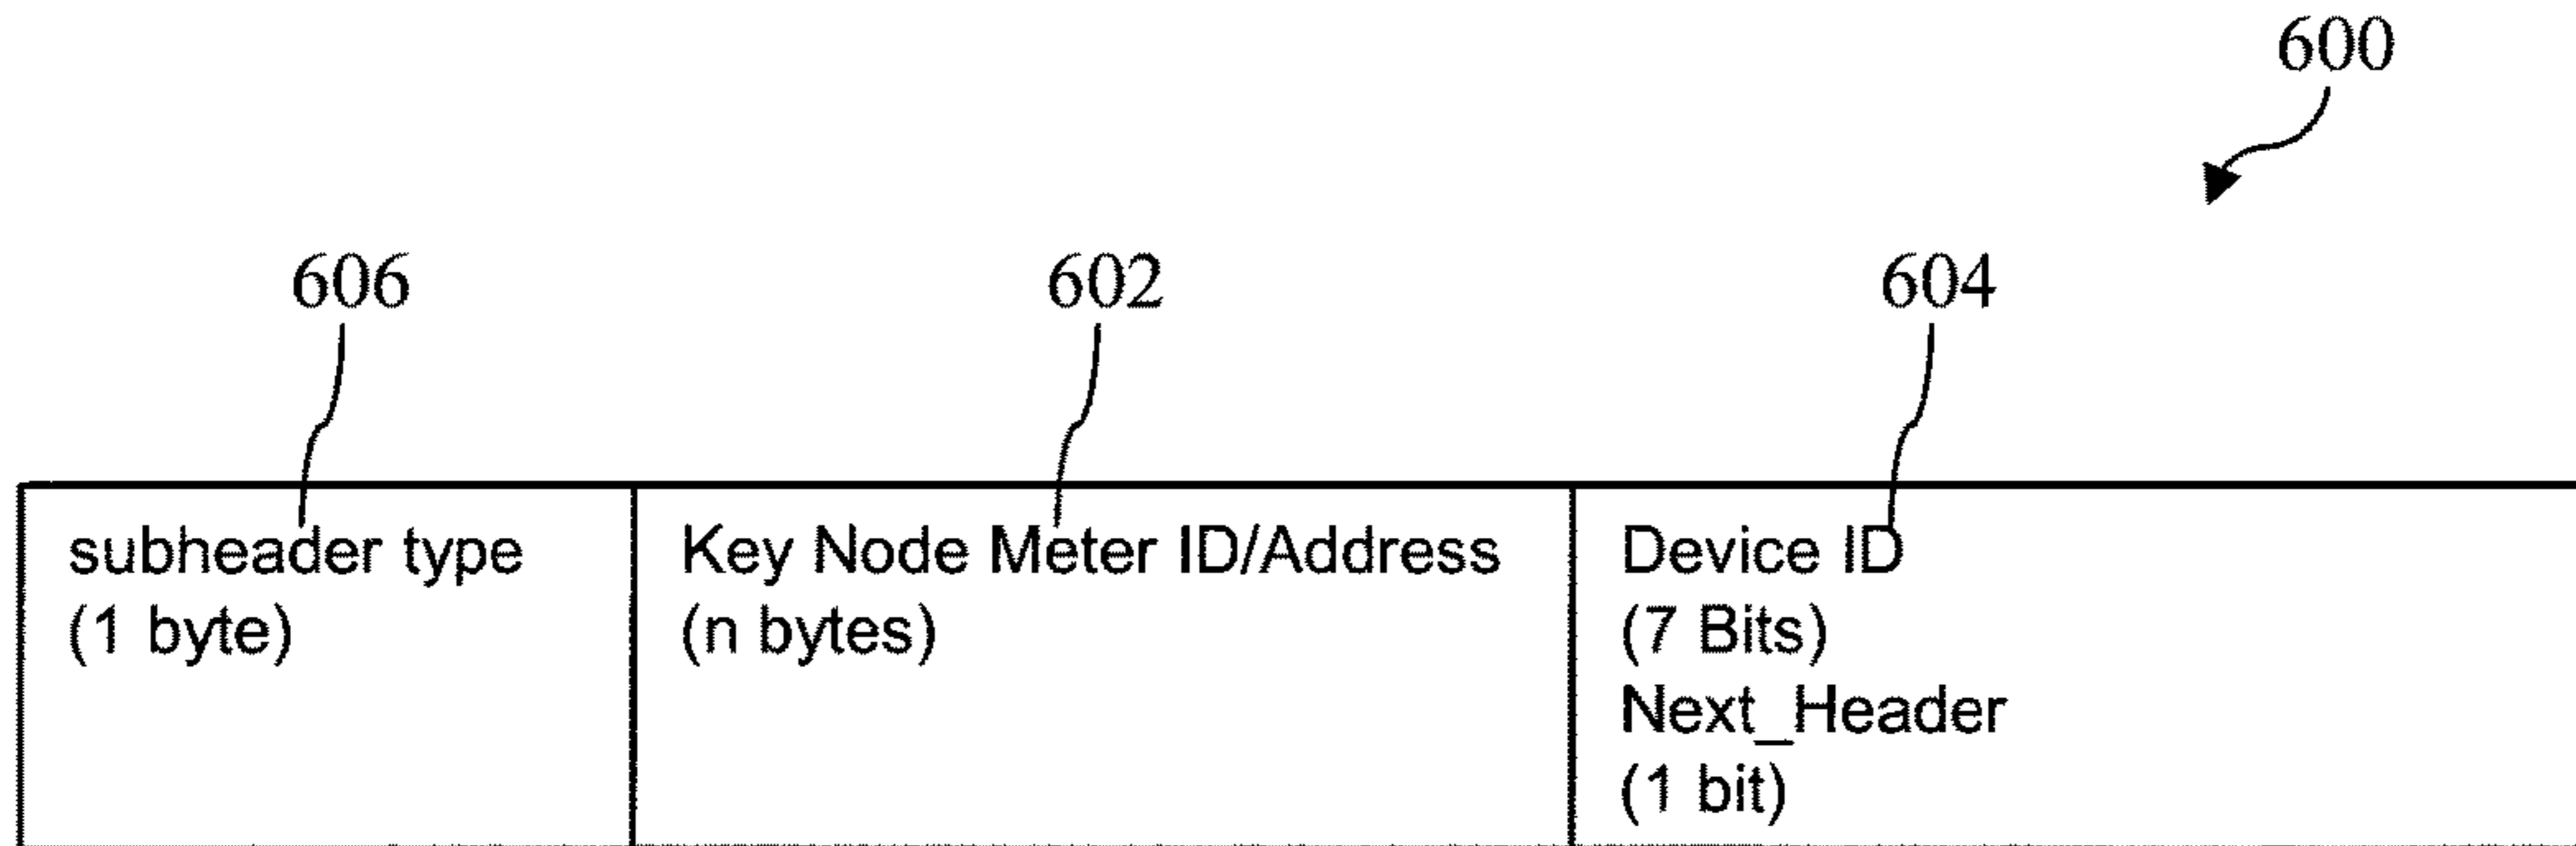 600
606
602
604
subheader type
(1 byte)
Key Node Meter ID/Address
(n bytes)
Device ID
(7 Bits)
Next_Header
(1 bit)